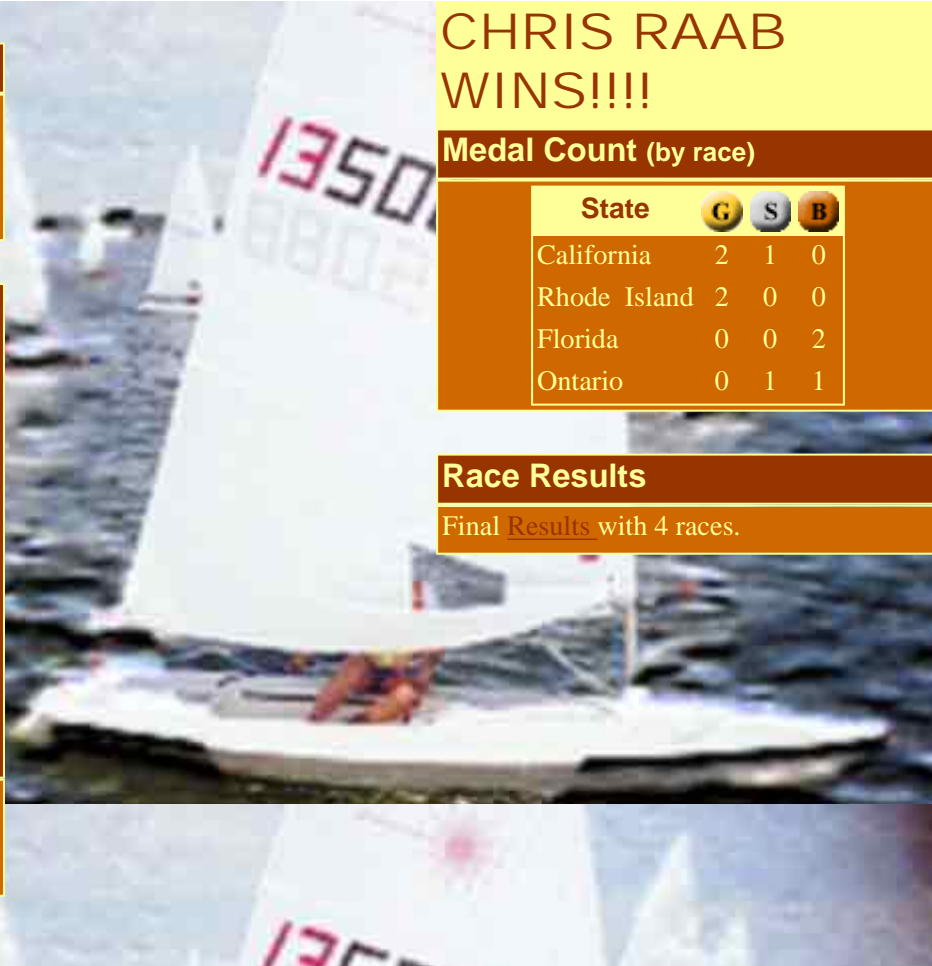 CHRIS RAAB
WINS!!!!
Medal Count (by race)
State G S B
California 2 1 0
Rhode Island 2 0 0
Florida 0 0 2
Ontario 0 1 1
Race Results
Final Results with 4 races.
1350